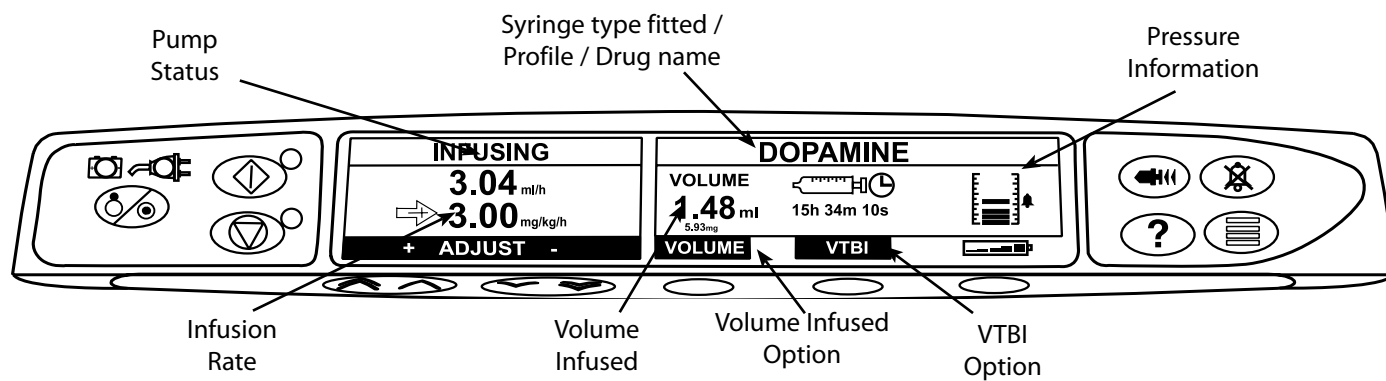 Pump
Status
Syringe type fitted /
Profile / Drug name
Pressure
Information
INFUSING
3.04 ml/h
3.00 mg/kg/h
+ ADJUST -
DOPAMINE
VOLUME
1.48 ml
5.93mg
15h 34m 10s
VOLUME
VTBI
?
Infusion
Rate
Volume
Infused
Volume Infused
Option
VTBI
Option